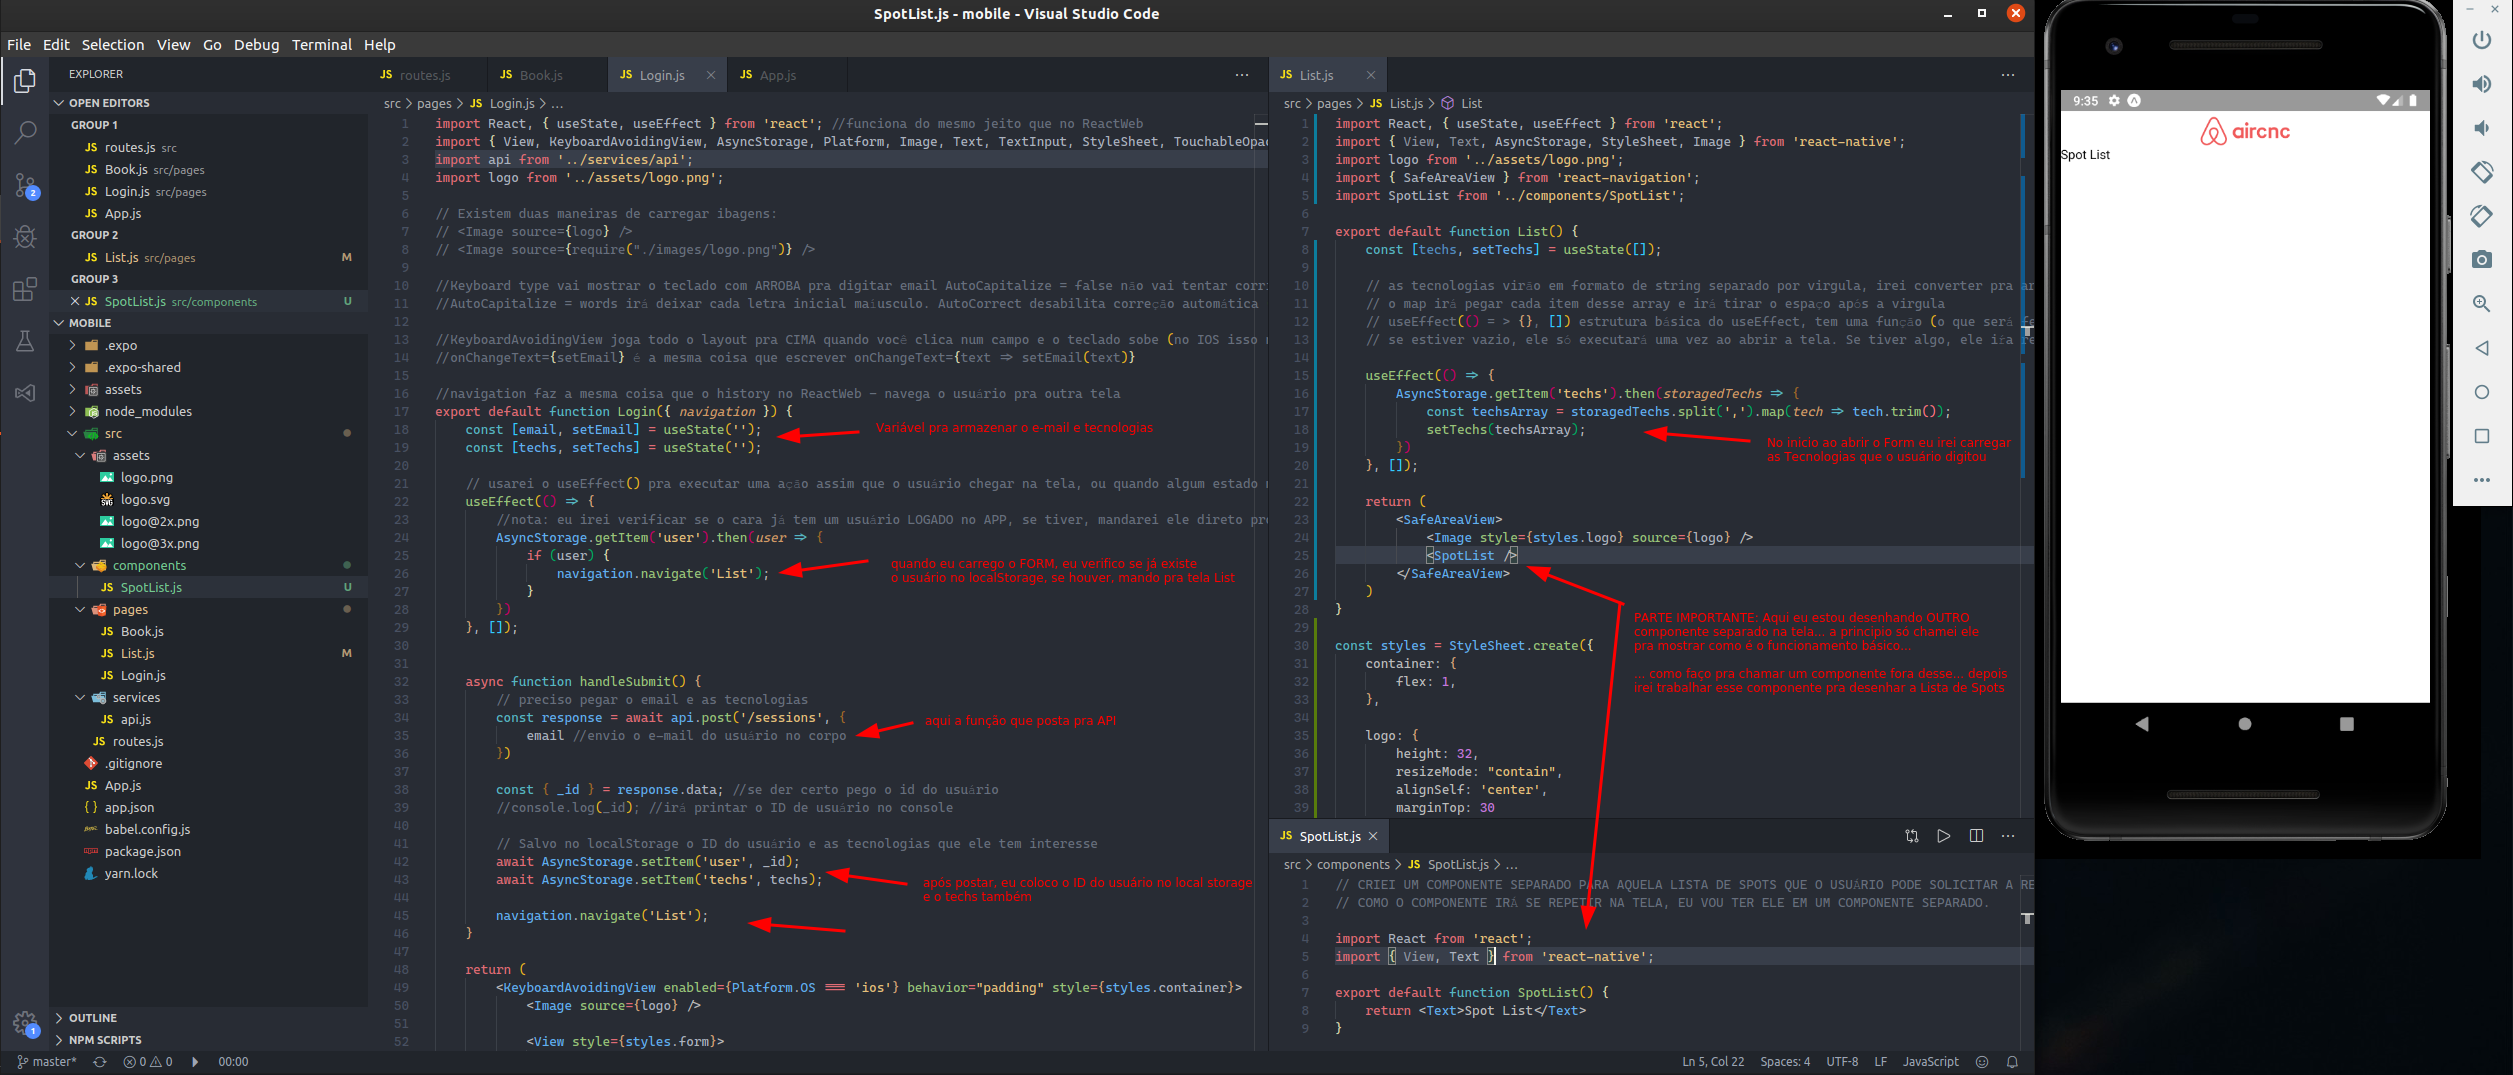 SpotList.js - mobile - Visual Studio Code
File Edit Selection View Go Debug Terminal Help
EXPLORER
OPEN EDITORS
GROUP 1
JS routes.js src
JS Book.js src/pages
JS Login.js src/pages
JS App.js
GROUP 2
JS List.js src/pages M
GROUP 3
JS SpotList.js src/components U
MOBILE
.expo
.expo-shared
assets
node_modules
src
assets
logo.png
logo.svg
logo@2x.png
logo@3x.png
components
JS SpotList.js U
pages
JS Book.js
JS List.js M
JS Login.js
services
JS api.js
JS routes.js
.gitignore
JS App.js
{ } app.json
babel.config.js
package.json
yarn.lock
OUTLINE
NPM SCRIPTS
2
1
JS routes.js JS Book.js JS Login.js JS App.js
src > pages > JS Login.js > ...
1 import React, { useState, useEffect } from 'react'; //funciona do mesmo jeito que no ReactWeb
2 import { View, KeyboardAvoidingView, AsyncStorage, Platform, Image, Text, TextInput, StyleSheet, TouchableOpac
3 import api from '../services/api';
4 import logo from '../assets/logo.png';
5
6 // Existem duas maneiras de carregar ibagens:
7 // <Image source={logo} />
8 // <Image source={require("./images/logo.png")} />
9
10 //Keyboard type vai mostrar o teclado com ARROBA pra digitar email AutoCapitalize = false não vai tentar corri
11 //AutoCapitalize = words irá deixar cada letra inicial maíusculo. AutoCorrect desabilita correção automática
12
13 //KeyboardAvoidingView joga todo o layout pra CIMA quando você clica num campo e o teclado sobe (no IOS isso n
14 //onChangeText={setEmail} é a mesma coisa que escrever onChangeText={text => setEmail(text)}
15
16 //navigation faz a mesma coisa que o history no ReactWeb - navega o usuário pra outra tela
17 export default function Login({ navigation }) {
18 const [email, setEmail] = useState('');
Variável pra armazenar o e-mail e tecnologias
19 const [techs, setTechs] = useState('');
20
21 // usarei o useEffect() pra executar uma ação assim que o usuário chegar na tela, ou quando algum estado m
22 useEffect(() => {
23 //nota: eu irei verificar se o cara já tem um usuário LOGADO no APP, se tiver, mandarei ele direto pr
24 AsyncStorage.getItem('user').then(user => {
25 if (user) {
26 navigation.navigate('List');
quando eu carrego o FORM, eu verifico se já existe
o usuário no localStorage, se houver, mando pra tela List
27 }
28 })
29 }, []);
30
31
32 async function handleSubmit() {
33 // preciso pegar o email e as tecnologias
34 const response = await api.post('/sessions', {
aqui a função que posta pra API
35 email //envio o e-mail do usuário no corpo
36 })
37
38 const { _id } = response.data; //se der certo pego o id do usuário
39 //console.log(_id); //irá printar o ID de usuário no console
40
41 // Salvo no localStorage o ID do usuário e as tecnologias que ele tem interesse
42 await AsyncStorage.setItem('user', _id);
43 await AsyncStorage.setItem('techs', techs);
após postar, eu coloco o ID do usuário no local storage
e o techs também
44
45 navigation.navigate('List');
46 }
47
48 return (
49 <KeyboardAvoidingView enabled={Platform.OS === 'ios'} behavior="padding" style={styles.container}>
50 <Image source={logo} />
51
52 <View style={styles.form}>
JS List.js
src > pages > JS List.js > List
1 import React, { useState, useEffect } from 'react';
2 import { View, Text, AsyncStorage, StyleSheet, Image } from 'react-native';
3 import logo from '../assets/logo.png';
4 import { SafeAreaView } from 'react-navigation';
5 import SpotList from '../components/SpotList';
6
7 export default function List() {
8 const [techs, setTechs] = useState([]);
9
10 // as tecnologias virão em formato de string separado por virgula, irei converter pra ar
11 // o map irá pegar cada item desse array e irá tirar o espaço após a virgula
12 // useEffect(() = > {}, []) estrutura básica do useEffect, tem uma função (o que será fe
13 // se estiver vazio, ele só executará uma vez ao abrir a tela. Se tiver algo, ele iŕa re
14
15 useEffect(() => {
16 AsyncStorage.getItem('techs').then(storagedTechs => {
17 const techsArray = storagedTechs.split(',').map(tech => tech.trim());
18 setTechs(techsArray);
No inicio ao abrir o Form eu irei carregar
as Tecnologias que o usuário digitou
19 })
20 }, []);
21
22 return (
23 <SafeAreaView>
24 <Image style={styles.logo} source={logo} />
25 <SpotList />
26 </SafeAreaView>
27 )
28 }
PARTE IMPORTANTE: Aqui eu estou desenhando OUTRO
componente separado na tela... a principio só chamei ele
pra mostrar como é o funcionamento básico...
... como faço pra chamar um componente fora desse... depois
irei trabalhar esse componente pra desenhar a Lista de Spots
29
30 const styles = StyleSheet.create({
31 container: {
32 flex: 1,
33 },
34
35 logo: {
36 height: 32,
37 resizeMode: "contain",
38 alignSelf: 'center',
39 marginTop: 30
JS SpotList.js
src > components > JS SpotList.js > ...
1 // CRIEI UM COMPONENTE SEPARADO PARA AQUELA LISTA DE SPOTS QUE O USUÁRIO PODE SOLICITAR A RE
2 // COMO O COMPONENTE IRÁ SE REPETIR NA TELA, EU VOU TER ELE EM UM COMPONENTE SEPARADO.
3
4 import React from 'react';
5 import { View, Text } from 'react-native';
6
7 export default function SpotList() {
8 return <Text>Spot List</Text>
9 }
master* 0 0 00:00
Ln 5, Col 22 Spaces: 4 UTF-8 LF JavaScript
9:35
aircnc
Spot List